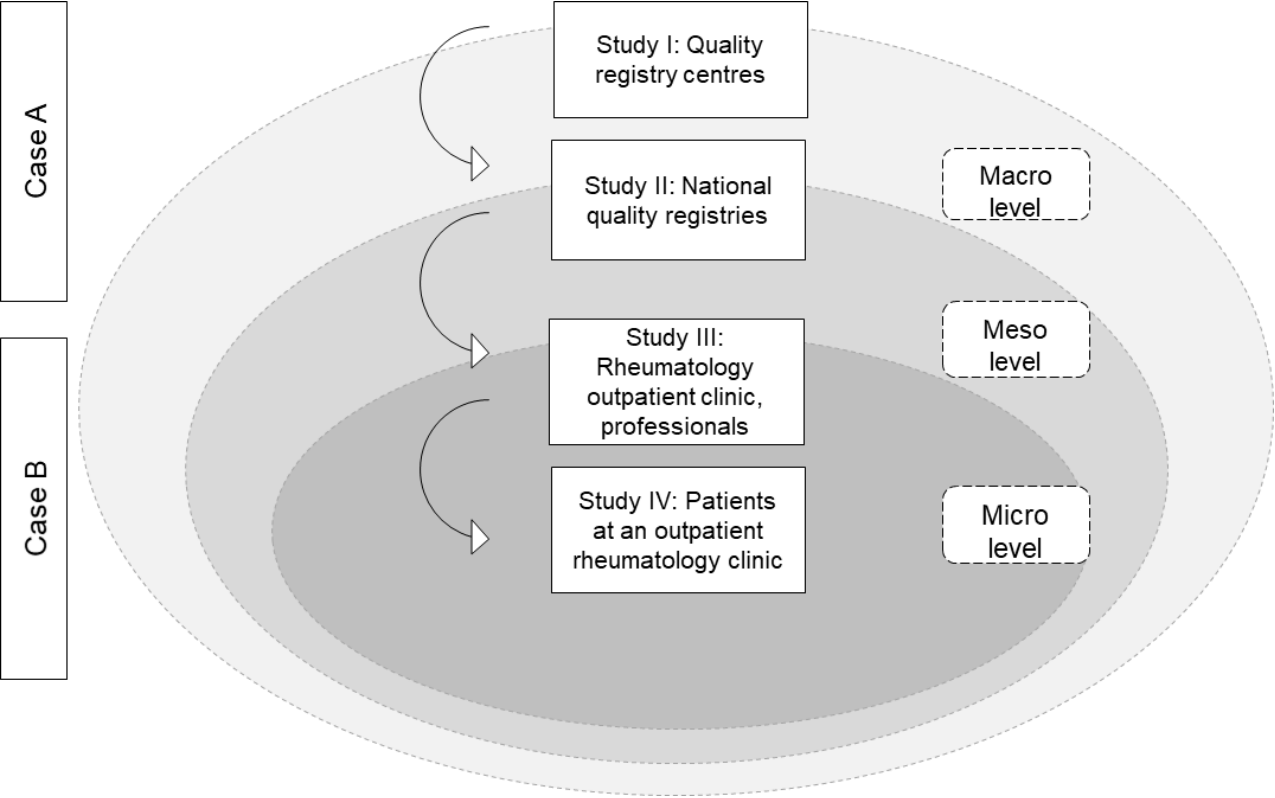 Case A
Study I: Quality
registry centres
Study II: National
quality registries
Macro
level
Meso
level
Case B
Study III:
Rheumatology
outpatient clinic,
professionals
Study IV: Patients
at an outpatient
rheumatology clinic
Micro
level